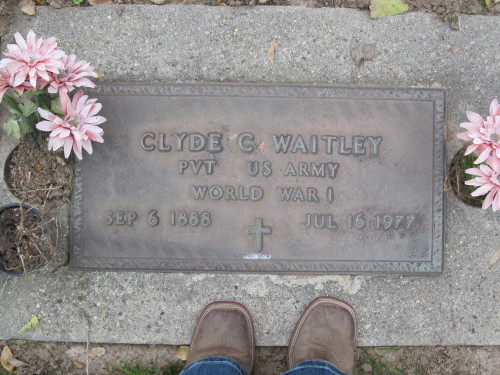 CLYDE C WAITLEY
PVT US ARMY
WORLD WAR I
SEP 6 1888 JUL 16 1977